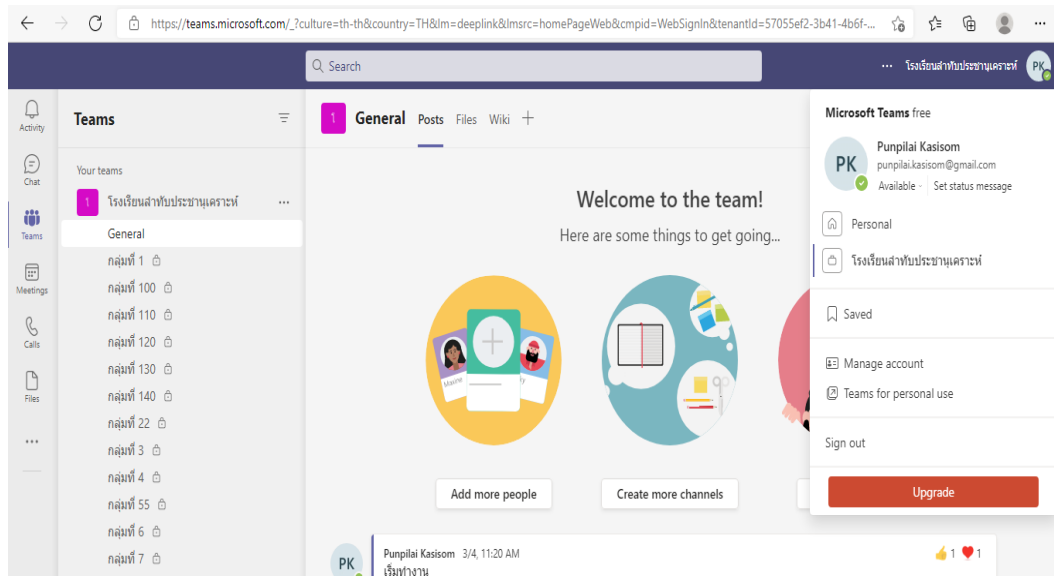 https://teams.microsoft.com/_?culture=th-th&country=TH&lm=deeplink&lmsrc=homePageWeb&cmpid=WebSignIn&tenantId=57055ef2-3b41-4b6f-...
Search
... โรงเรียนลำทับประชานุเคราะห์ PK
Activity
Chat
Teams
Meetings
Calls
Files
Teams
Your teams
1 โรงเรียนลำทับประชานุเคราะห์ ...
General
กลุ่มที่ 1
กลุ่มที่ 100
กลุ่มที่ 110
กลุ่มที่ 120
กลุ่มที่ 130
กลุ่มที่ 140
กลุ่มที่ 22
กลุ่มที่ 3
กลุ่มที่ 4
กลุ่มที่ 55
กลุ่มที่ 6
กลุ่มที่ 7
1 General Posts Files Wiki +
Welcome to the team!
Here are some things to get going...
Maxine
Add more people
Create more channels
PK
Punpilai Kasisom 3/4, 11:20 AM
เริ่มทำงาน
1 1
Microsoft Teams free
PK
Punpilai Kasisom
punpilai.kasisom@gmail.com
Available Set status message
Personal
โรงเรียนลำทับประชานุเคราะห์
Saved
Manage account
Teams for personal use
Sign out
Upgrade